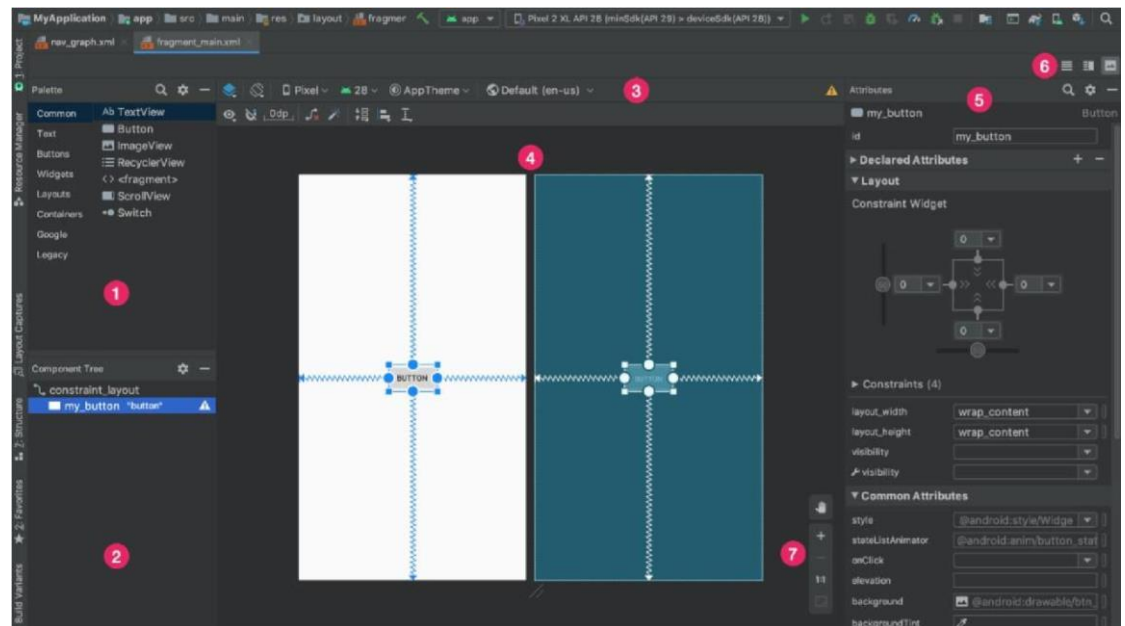 MyApplication app src main res layout fragmer app Pixel 2 XL API 28 (minSdk(API 29) > deviceSdk(API 28))
nav_graph.xml fragment_main.xml
1: Project
Resource Manager
Layout Captures
7: Structure
2: Favorites
Build Variants
6
Palette
Common
Text
Buttons
Widgets
Layouts
Containers
Google
Legacy
Ab TextView
Button
ImageView
RecyclerView
<> <fragment>
ScrollView
Switch
1
Component Tree
constraint_layout
my_button "button"
2
Pixel 28 AppTheme Default (en-us)
3
0dp
4
BUTTON
BUTTON
7
1:1
Attributes
5
my_button Button
id my_button
Declared Attributes
Layout
Constraint Widget
0
0 0
0
Constraints (4)
layout_width wrap_content
layout_height wrap_content
visibility
visibility
Common Attributes
style @android:style/Widge
stateListAnimator @android:anim/button_stat
onClick
elevation
background @android:drawable/btn_
backgroundTint